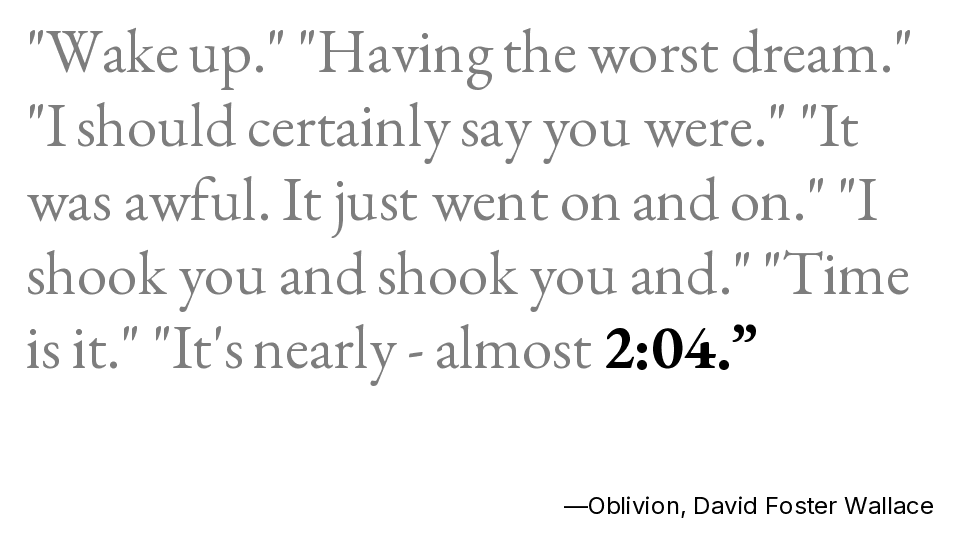 "Wake up." "Having the worst dream."
"I should certainly say you were." "It
was awful. It just went on and on." "I
shook you and shook you and." "Time
is it." "It's nearly - almost 2:04.”
—Oblivion, David Foster Wallace